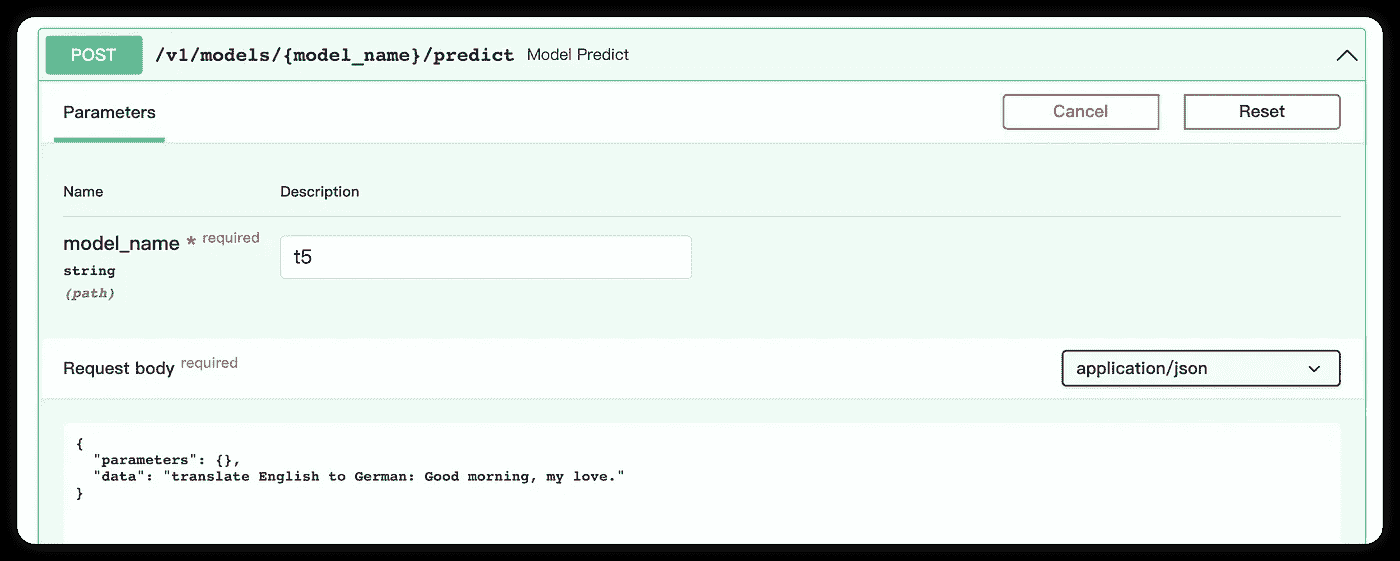 POST /v1/models/{model_name}/predict Model Predict
Parameters
Cancel
Reset
Name Description
model_name * required
t5
string
(path)
Request body required
application/json
{
"parameters": {},
"data": "translate English to German: Good morning, my love."
}